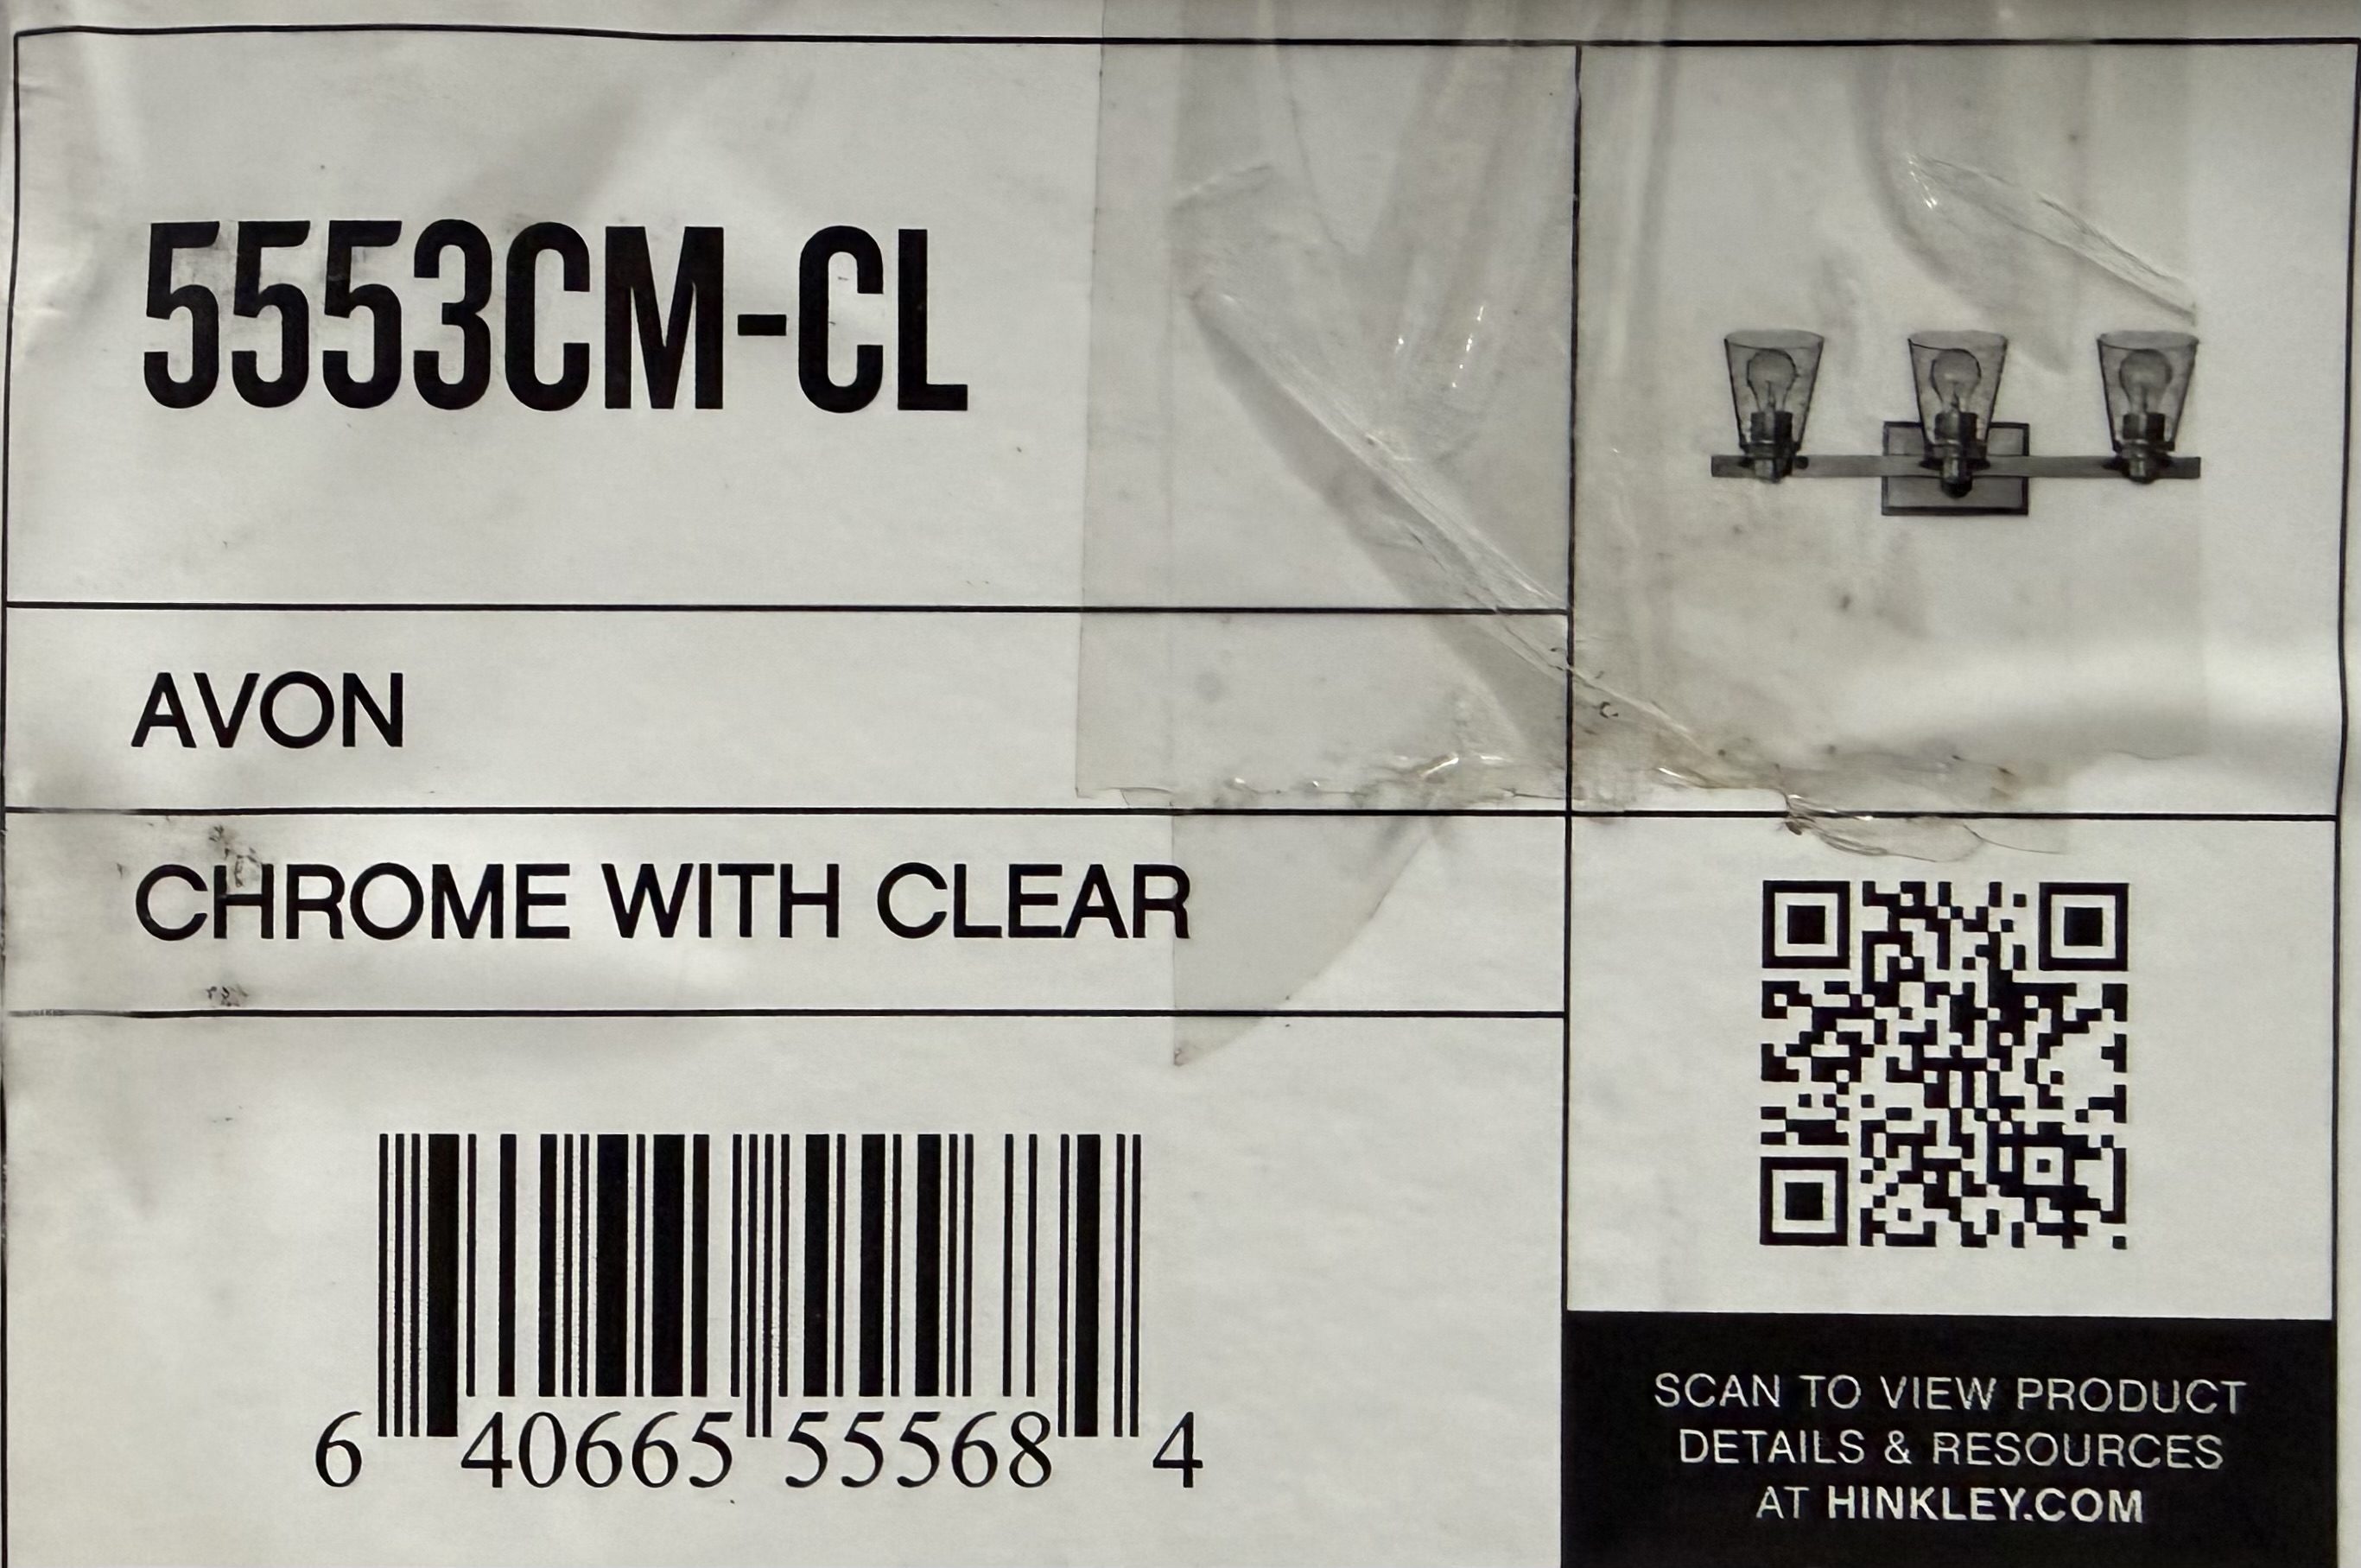 5553CM-CL
AVON
CHROME WITH CLEAR
6 40665 55568 4
SCAN TO VIEW PRODUCT
DETAILS & RESOURCES
AT HINKLEY.COM